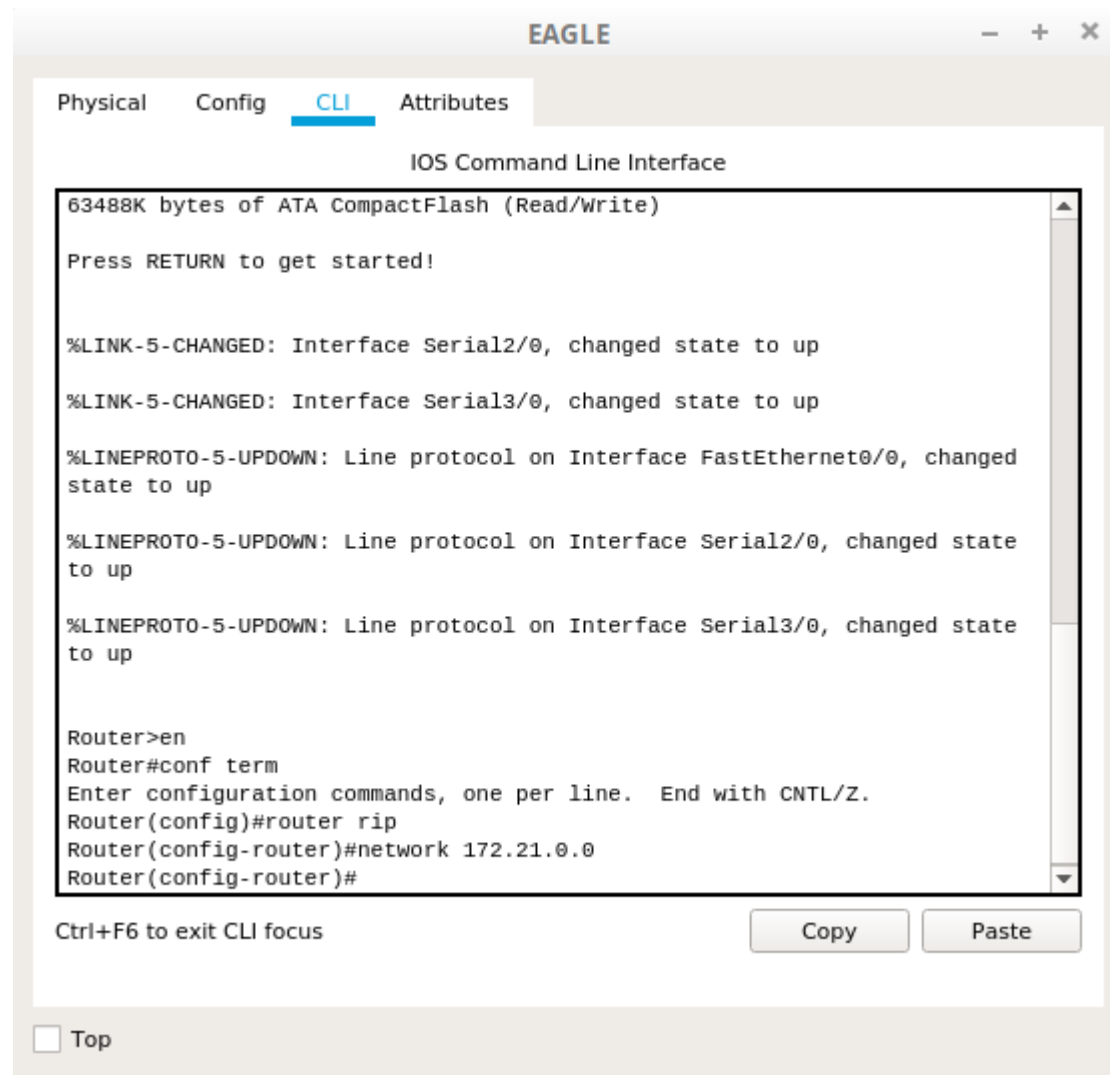 EAGLE
Physical Config CLI Attributes
IOS Command Line Interface
63488K bytes of ATA CompactFlash (Read/Write)
Press RETURN to get started!
%LINK-5-CHANGED: Interface Serial2/0, changed state to up
%LINK-5-CHANGED: Interface Serial3/0, changed state to up
%LINEPROTO-5-UPDOWN: Line protocol on Interface FastEthernet0/0, changed
state to up
%LINEPROTO-5-UPDOWN: Line protocol on Interface Serial2/0, changed state
to up
%LINEPROTO-5-UPDOWN: Line protocol on Interface Serial3/0, changed state
to up
Router>en
Router#conf term
Enter configuration commands, one per line.  End with CNTL/Z.
Router(config)#router rip
Router(config-router)#network 172.21.0.0
Router(config-router)#
Ctrl+F6 to exit CLI focus
Copy Paste
Top